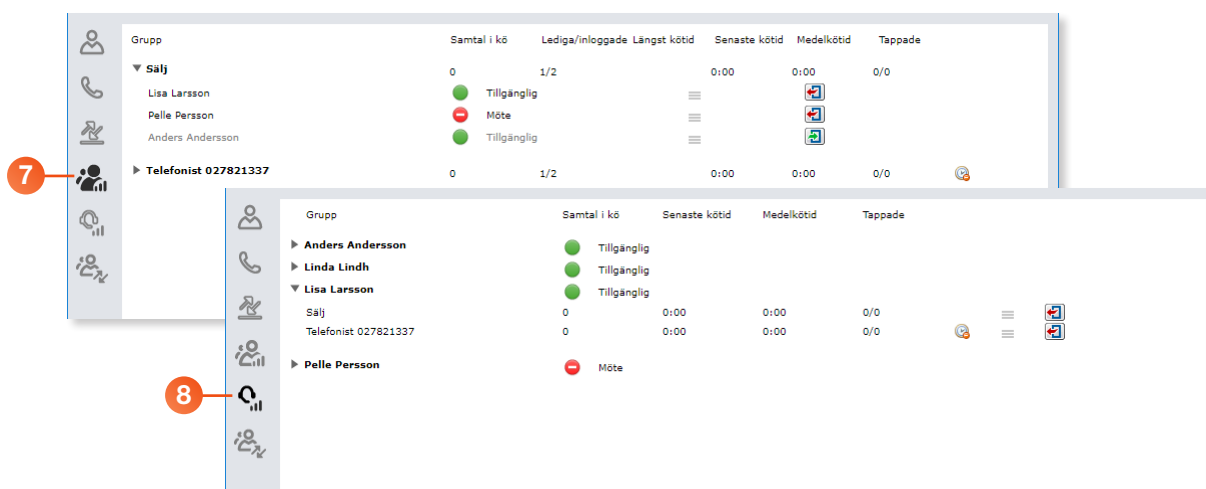 Grupp Samtal i kö Lediga/inloggade Längst kötid Senaste kötid Medelkötid Tappade
Sälj 0 1/2 0:00 0:00 0/0
Lisa Larsson Tillgänglig
Pelle Persson Möte
Anders Andersson Tillgänglig
7
Telefonist 027821337 0 1/2 0:00 0:00 0/0
Grupp Samtal i kö Senaste kötid Medelkötid Tappade
Anders Andersson Tillgänglig
Linda Lindh Tillgänglig
Lisa Larsson Tillgänglig
Sälj 0 0:00 0:00 0/0
Telefonist 027821337 0 0:00 0:00 0/0
Pelle Persson Möte
8